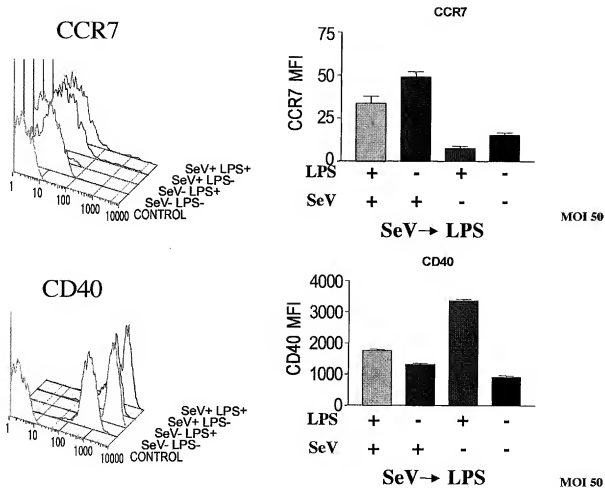 CCR7
1 10 100 1000 10000
SeV+ LPS+
SeV+ LPS-
SeV- LPS+
SeV- LPS-
CONTROL
CCR7
CCR7 MFI
75
50
25
0
LPS + - + -
SeV + + - -
SeV→ LPS
MOI 50
CD40
1 10 100 1000 10000
SeV+ LPS+
SeV+ LPS-
SeV- LPS+
SeV- LPS-
CONTROL
CD40
CD40 MFI
4000
3000
2000
1000
0
LPS + - + -
SeV + + - -
SeV→ LPS
MOI 50